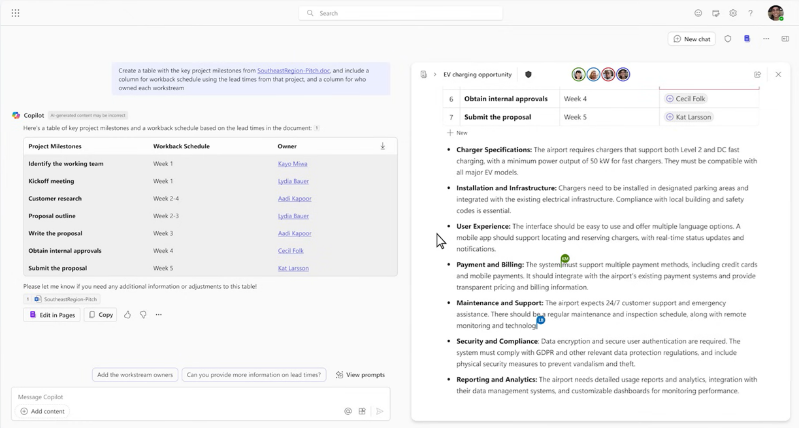 Search
New chat
Create a table with the key project milestones from SoutheastRegion-Pitch.doc, and include a
column for workback schedule using the lead times from that project, and a column for who
owned each workstream
Copilot AI-generated content may be incorrect
Here's a table of key project milestones and a workback schedule based on the lead times in the document: 1
Project Milestones Workback Schedule Owner
Identify the working team Week 1 Kayo Miwa
Kickoff meeting Week 1 Lydia Bauer
Customer research Week 2-4 Aadi Kapoor
Proposal outline Week 2-3 Lydia Bauer
Write the proposal Week 3 Aadi Kapoor
Obtain internal approvals Week 4 Cecil Folk
Submit the proposal Week 5 Kat Larsson
Please let me know if you need any additional information or adjustments to this table!
1 SoutheastRegion-Pitch
Edit in Pages Copy
Add the workstream owners Can you provide more information on lead times? View prompts
Message Copilot
Add content
EV charging opportunity
6 Obtain internal approvals Week 4 Cecil Folk
7 Submit the proposal Week 5 Kat Larsson
New
• Charger Specifications: The airport requires chargers that support both Level 2 and DC fast
charging, with a minimum power output of 50 kW for fast chargers. They must be compatible with
all major EV models.
• Installation and Infrastructure: Chargers need to be installed in designated parking areas and
integrated with the existing electrical infrastructure. Compliance with local building and safety
codes is essential.
• User Experience: The interface should be easy to use and offer multiple language options. A
mobile app should support locating and reserving chargers, with real-time status updates and
notifications.
• Payment and Billing: The system must support multiple payment methods, including credit cards
and mobile payments. It should integrate with the airport's existing payment systems and provide
transparent pricing and billing information.
• Maintenance and Support: The airport expects 24/7 customer support and emergency
assistance. There should be a regular maintenance and inspection schedule, along with remote
monitoring and technolog
• Security and Compliance: Data encryption and secure user authentication are required. The
system must comply with GDPR and other relevant data protection regulations, and include
physical security measures to prevent vandalism and theft.
• Reporting and Analytics: The airport needs detailed usage reports and analytics, integration with
their data management systems, and customizable dashboards for monitoring performance.